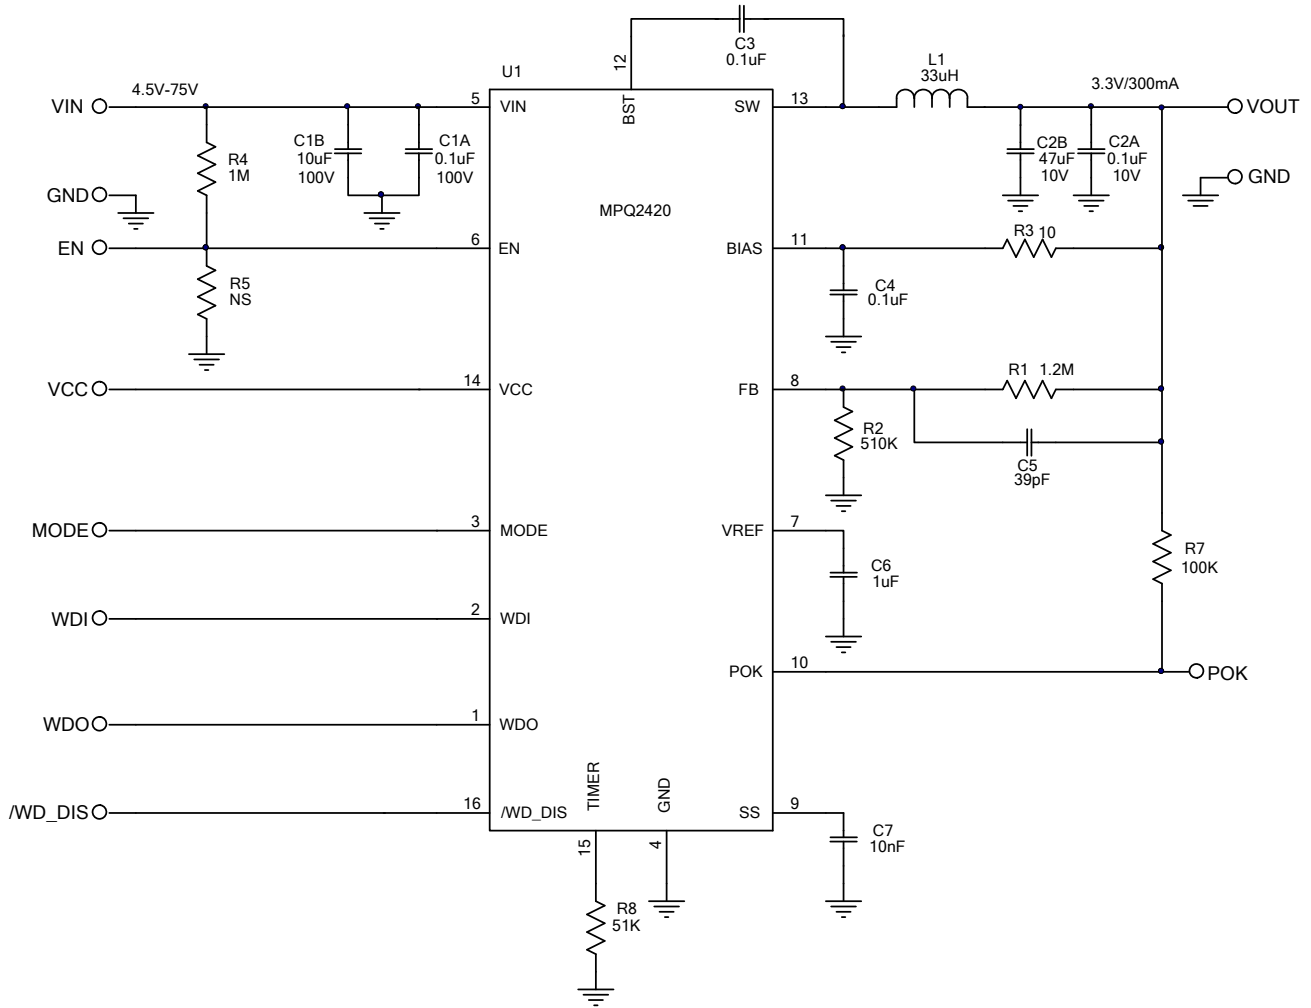 C3
0.1uF
12
U1
4.5V-75V
VIN
5
VIN
BST
SW
13
L1
33uH
3.3V/300mA
VOUT
R4
1M
C1B
10uF
100V
C1A
0.1uF
100V
C2B
47uF
10V
C2A
0.1uF
10V
GND
GND
MPQ2420
EN
6
EN
BIAS
11
R3 10
R5
NS
C4
0.1uF
VCC
14
VCC
FB
8
R1 1.2M
R2
510K
C5
39pF
MODE
3
MODE
VREF
7
C6
1uF
R7
100K
WDI
2
WDI
POK
10
POK
WDO
1
WDO
TIMER
GND
/WD_DIS
16
/WD_DIS
SS
9
C7
10nF
15
4
R8
51K